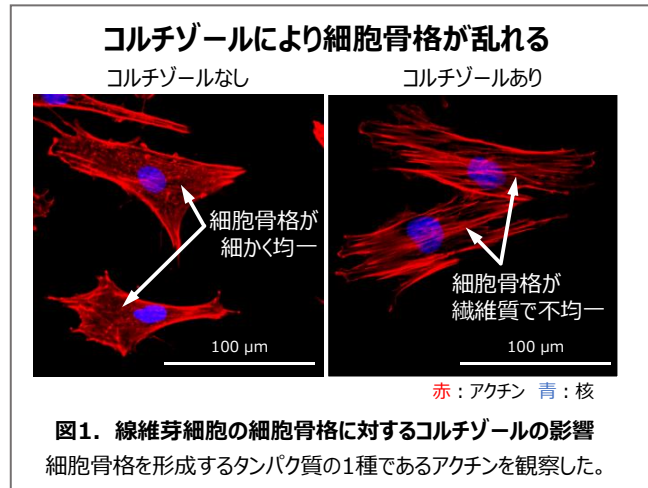 コルチゾールにより細胞骨格が乱れる
コルチゾールなし
コルチゾールあり
細胞骨格が
細かく均一
100 μm
細胞骨格が
繊維質で不均一
100 μm
赤：アクチン 青：核
図1. 線維芽細胞の細胞骨格に対するコルチゾールの影響
細胞骨格を形成するタンパク質の1種であるアクチンを観察した。